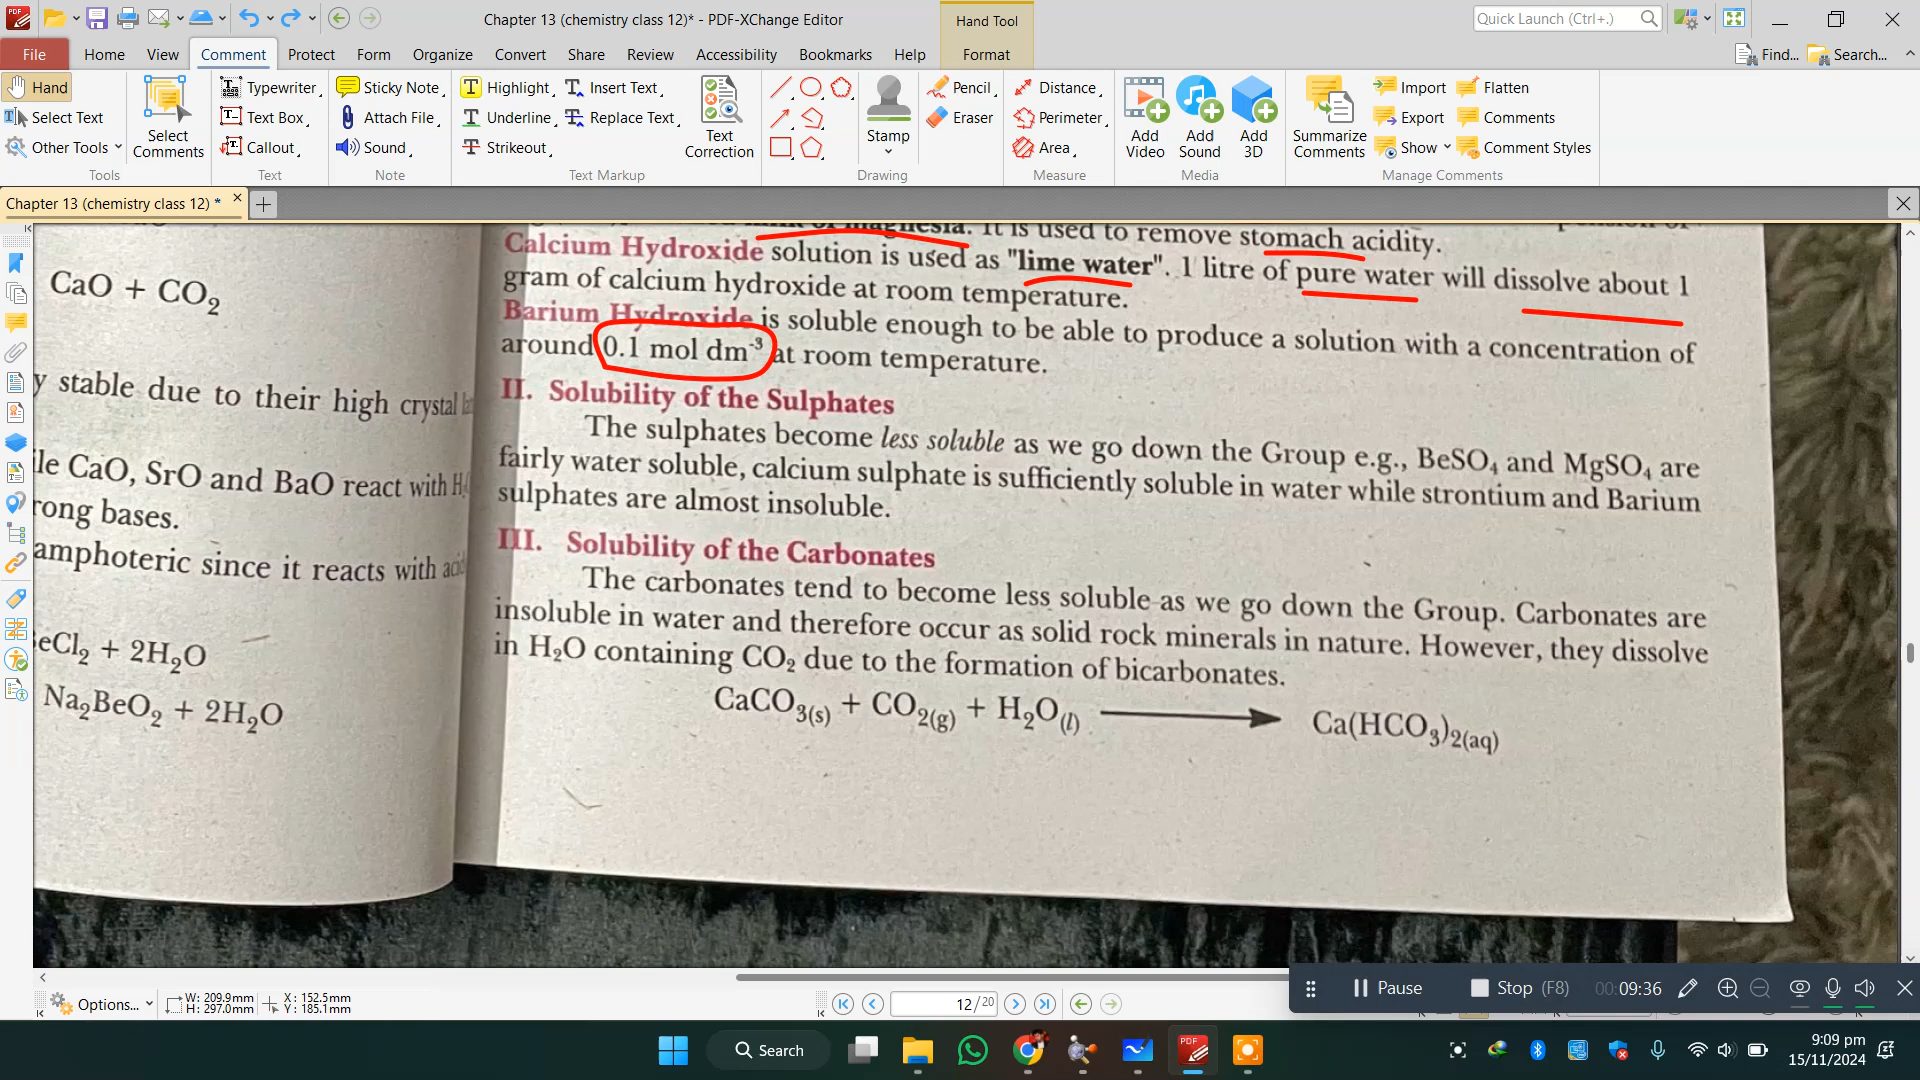 Chapter 13 (chemistry class 12)* - PDF-XChange Editor
Hand Tool
Quick Launch (Ctrl+.)
File
Home
View
Comment
Protect
Form
Organize
Convert
Share
Review
Accessibility
Bookmarks
Help
Format
Find...
Search...
Hand
Select Text
Other Tools
Tools
Select Comments
Typewriter
Text Box
Callout
Text
Sticky Note
Attach File
Sound
Note
Highlight
Underline
Strikeout
Insert Text
Replace Text
Text Correction
Text Markup
Drawing
Stamp
Pencil
Eraser
Distance
Perimeter
Area
Measure
Add Video
Add Sound
Add 3D
Media
Summarize Comments
Import
Export
Show
Flatten
Comments
Comment Styles
Manage Comments
Chapter 13 (chemistry class 12) *
CaO + CO₂
y stable due to their high crystal
le CaO, SrO and BaO react with
rong bases.
amphoteric since it reacts with
eCl₂ + 2H₂O
Na₂BeO₂ + 2H₂O
magnesia. It is used to remove stomach acidity.
Calcium Hydroxide solution is used as "lime water". 1 litre of pure water will dissolve about 1
gram of calcium hydroxide at room temperature.
Barium Hydroxide is soluble enough to be able to produce a solution with a concentration of
around 0.1 mol dm⁻³ at room temperature.
II. Solubility of the Sulphates
The sulphates become less soluble as we go down the Group e.g., BeSO₄ and MgSO₄ are
fairly water soluble, calcium sulphate is sufficiently soluble in water while strontium and Barium
sulphates are almost insoluble.
III. Solubility of the Carbonates
The carbonates tend to become less soluble as we go down the Group. Carbonates are
insoluble in water and therefore occur as solid rock minerals in nature. However, they dissolve
in H₂O containing CO₂ due to the formation of bicarbonates.
CaCO₃(s) + CO₂(g) + H₂O(l) ⟶ Ca(HCO₃)₂(aq)
Options...
W: 209.9mm
H: 297.0mm
X: 152.5mm
Y: 185.1mm
12 / 20
Pause
Stop (F8)
00:09:36
Search
9:09 pm
15/11/2024